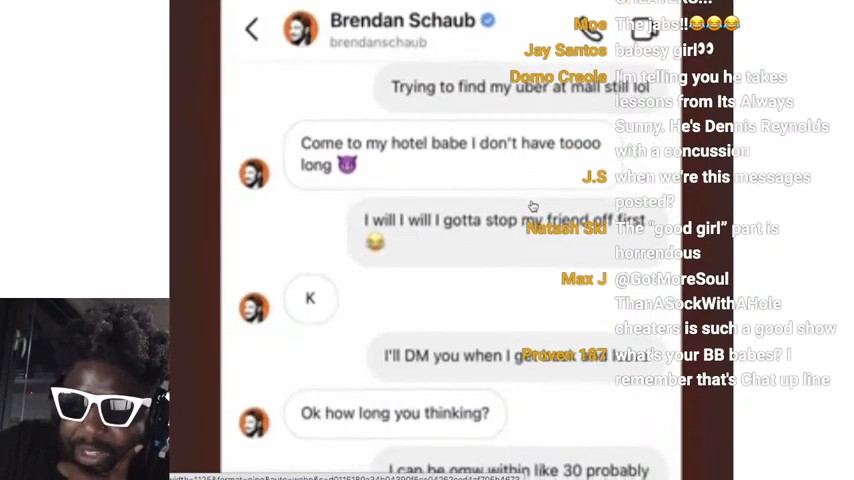 Brendan Schaub
brendanschaub
Trying to find my uber at mall still lol
Come to my hotel babe I don't have toooo
long 😈
I will I will I gotta stop my friend off first
😂
K
I'll DM you when I get
Ok how long you thinking?
I can be omw within like 30 probably
Moe The jabs!!😂😂😂
Jay Santos babesy girl👀
Domo Creole I'm telling you he takes
lessons from Its Always
Sunny. He's Dennis Reynolds
with a concussion
J.S when we're this messages
posted?
Natash Ski The "good girl" part is
horrendous
Max J @GotMoreSoul
ThanASockWithAHole
cheaters is such a good show
Proven 187 what's your BB babes? I
remember that's Chat up line